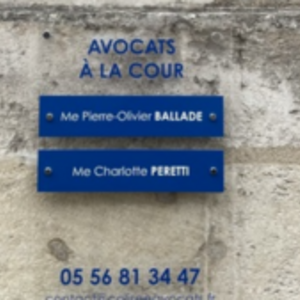 AVOCATS
À LA COUR
Me Pierre-Olivier BALLADE
Me Charlotte PERETTI
05 56 81 34 47